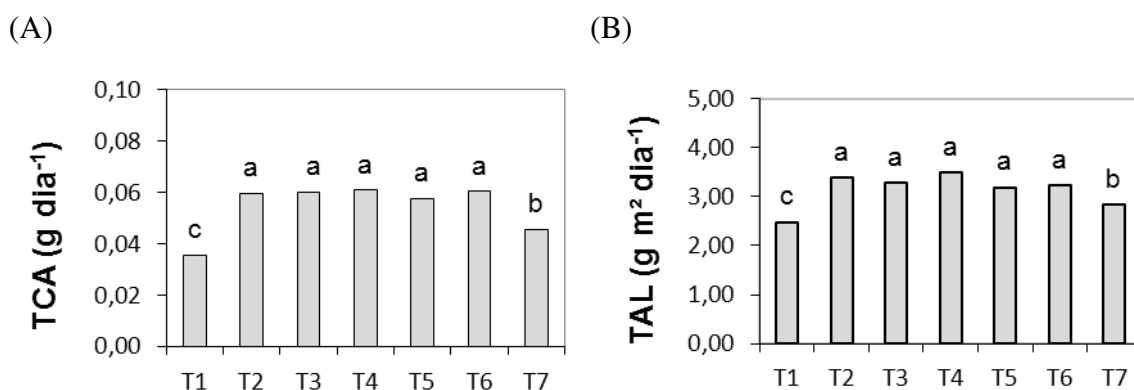 (A)
(B)
TCA (g dia⁻¹)
0,10
0,08
0,06
0,04
0,02
0,00
c a a a a a b
T1 T2 T3 T4 T5 T6 T7
TAL (g m² dia⁻¹)
5,00
4,00
3,00
2,00
1,00
0,00
c a a a a a b
T1 T2 T3 T4 T5 T6 T7